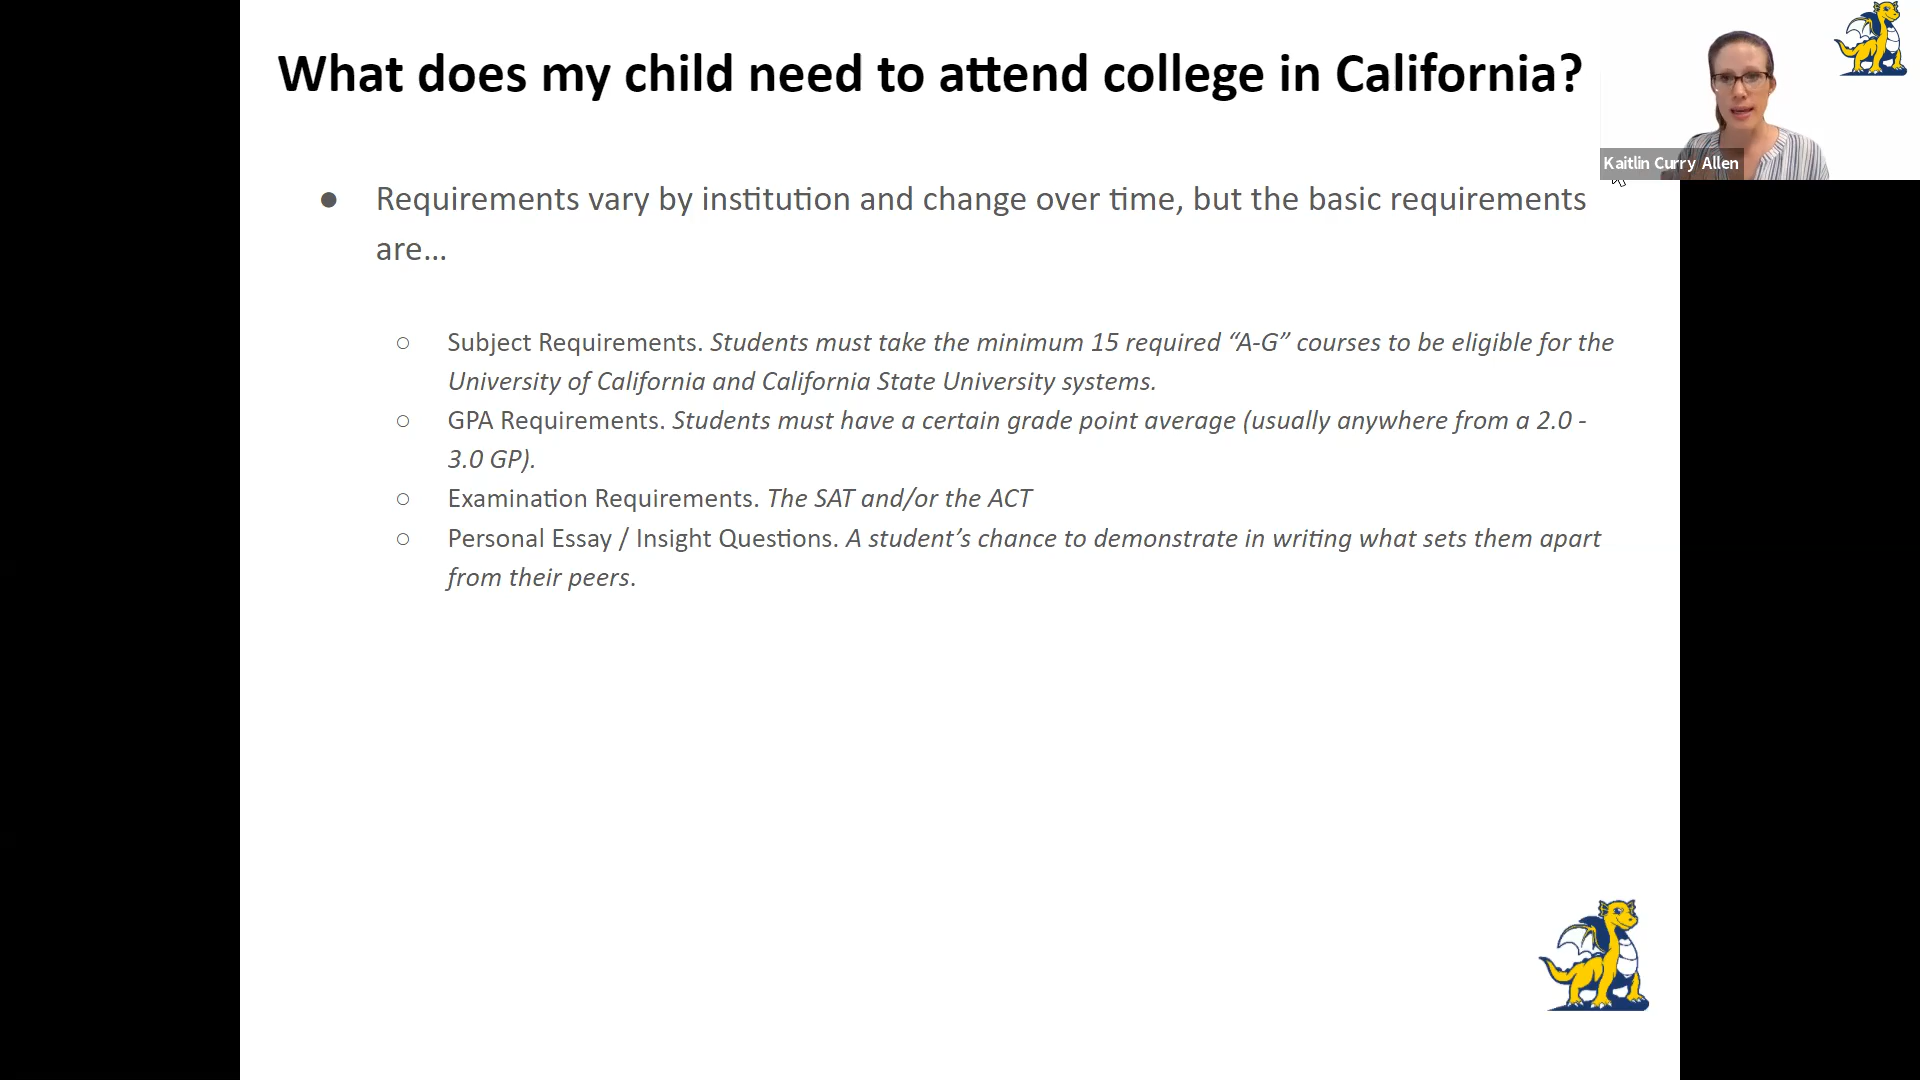 What does my child need to attend college in California?
Kaitlin Curry Allen
● Requirements vary by institution and change over time, but the basic requirements
are...
○ Subject Requirements. Students must take the minimum 15 required “A-G” courses to be eligible for the
University of California and California State University systems.
○ GPA Requirements. Students must have a certain grade point average (usually anywhere from a 2.0 -
3.0 GP).
○ Examination Requirements. The SAT and/or the ACT
○ Personal Essay / Insight Questions. A student’s chance to demonstrate in writing what sets them apart
from their peers.